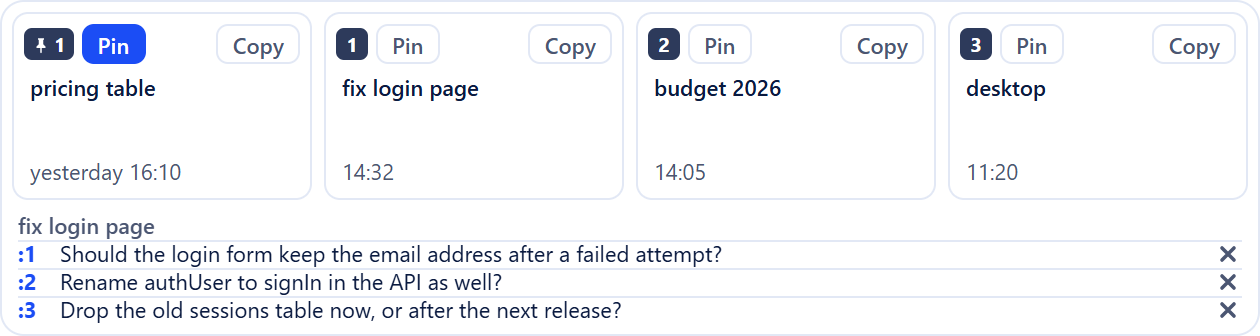 1 Pin Copy
pricing table
yesterday 16:10
1 Pin Copy
fix login page
14:32
2 Pin Copy
budget 2026
14:05
3 Pin Copy
desktop
11:20
fix login page
:1 Should the login form keep the email address after a failed attempt?
:2 Rename authUser to signIn in the API as well?
:3 Drop the old sessions table now, or after the next release?